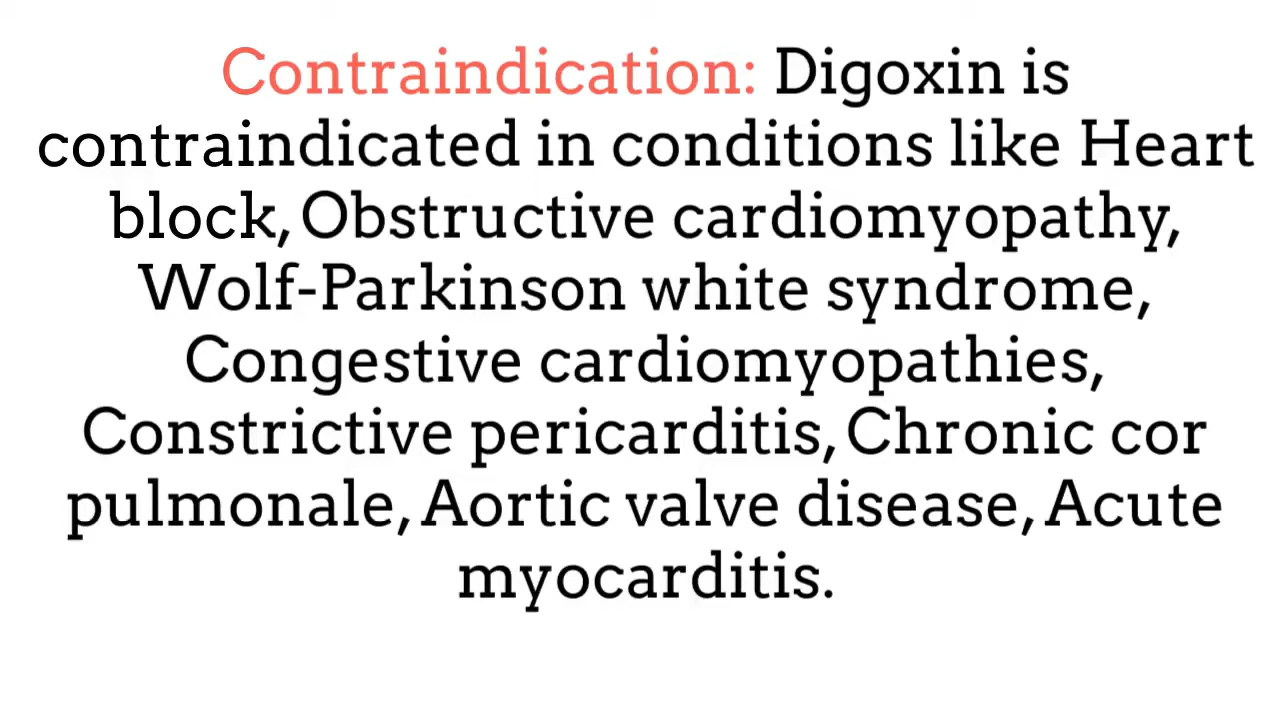 Contraindication: Digoxin is
contraindicated in conditions like Heart
block, Obstructive cardiomyopathy,
Wolf-Parkinson white syndrome,
Congestive cardiomyopathies,
Constrictive pericarditis, Chronic cor
pulmonale, Aortic valve disease, Acute
myocarditis.